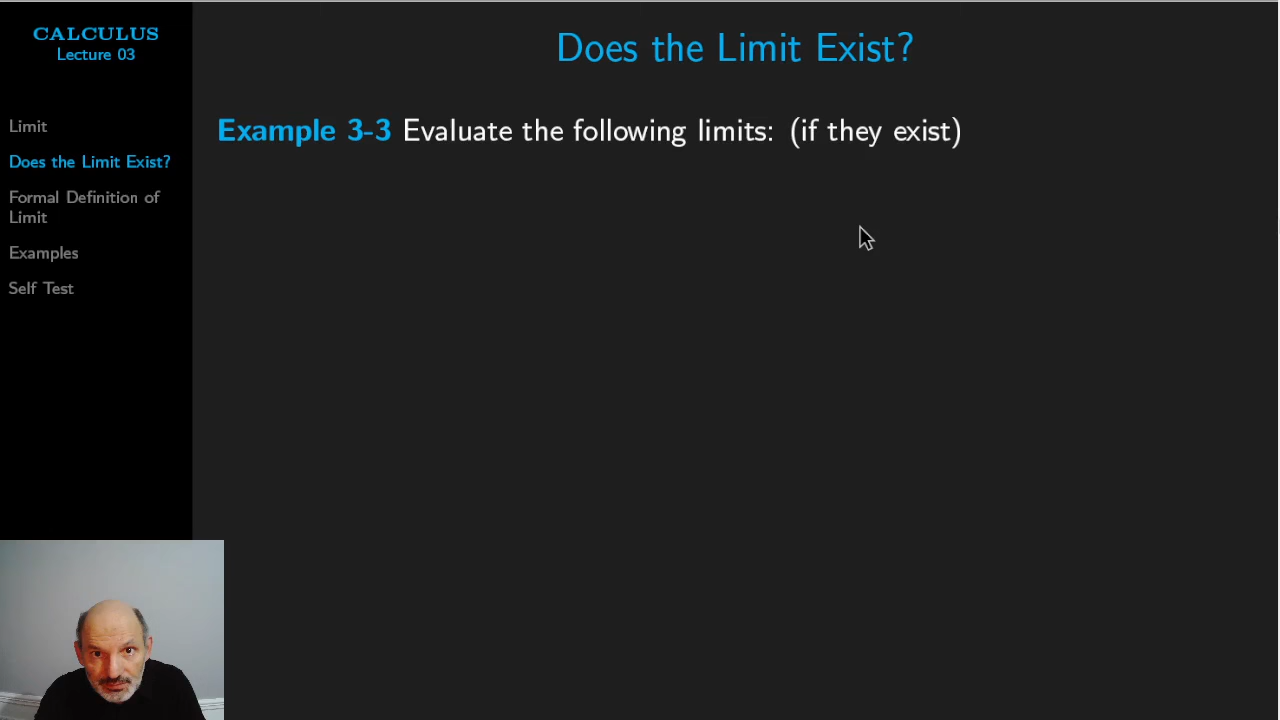 CALCULUS
Lecture 03
Limit
Does the Limit Exist?
Formal Definition of
Limit
Examples
Self Test
Does the Limit Exist?
Example 3-3 Evaluate the following limits: (if they exist)